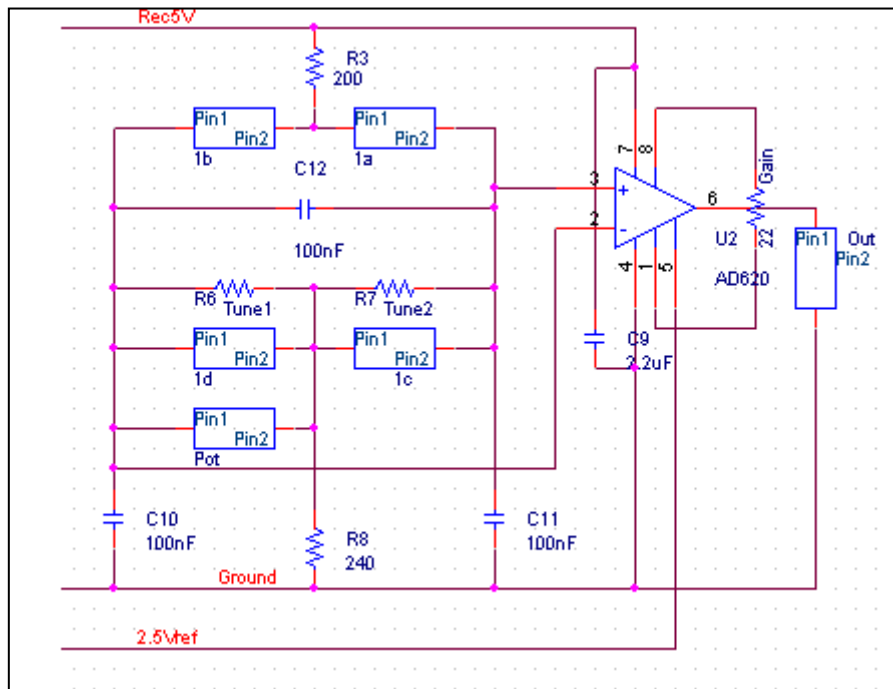 Rec5V
R3
200
Pin1
Pin2
1b
Pin1
Pin2
1a
C12
100nF
7
8
Gain
3
+
2
-
6
U2
22
4
1
5
AD620
Pin1
Out
Pin2
R6
Tune1
R7
Tune2
Pin1
Pin2
1d
Pin1
Pin2
1c
C9
2.2uF
Pin1
Pin2
Pot
C10
100nF
R8
240
C11
100nF
Ground
2.5Vref